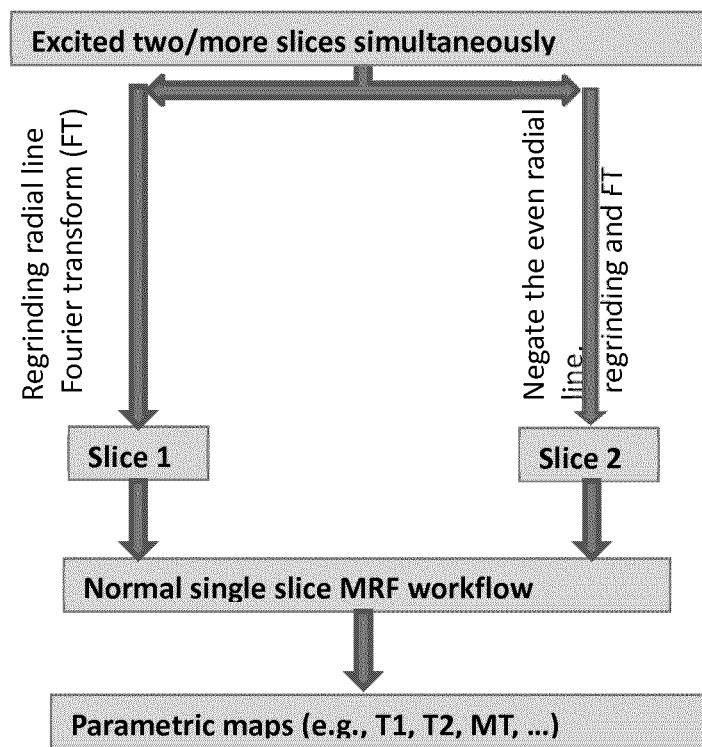 Excited two/more slices simultaneously
Regrinding radial line
Fourier transform (FT)
Negate the even radial
line.
regrinding and FT
Slice 1
Slice 2
Normal single slice MRF workflow
Parametric maps (e.g., T1, T2, MT, ...)